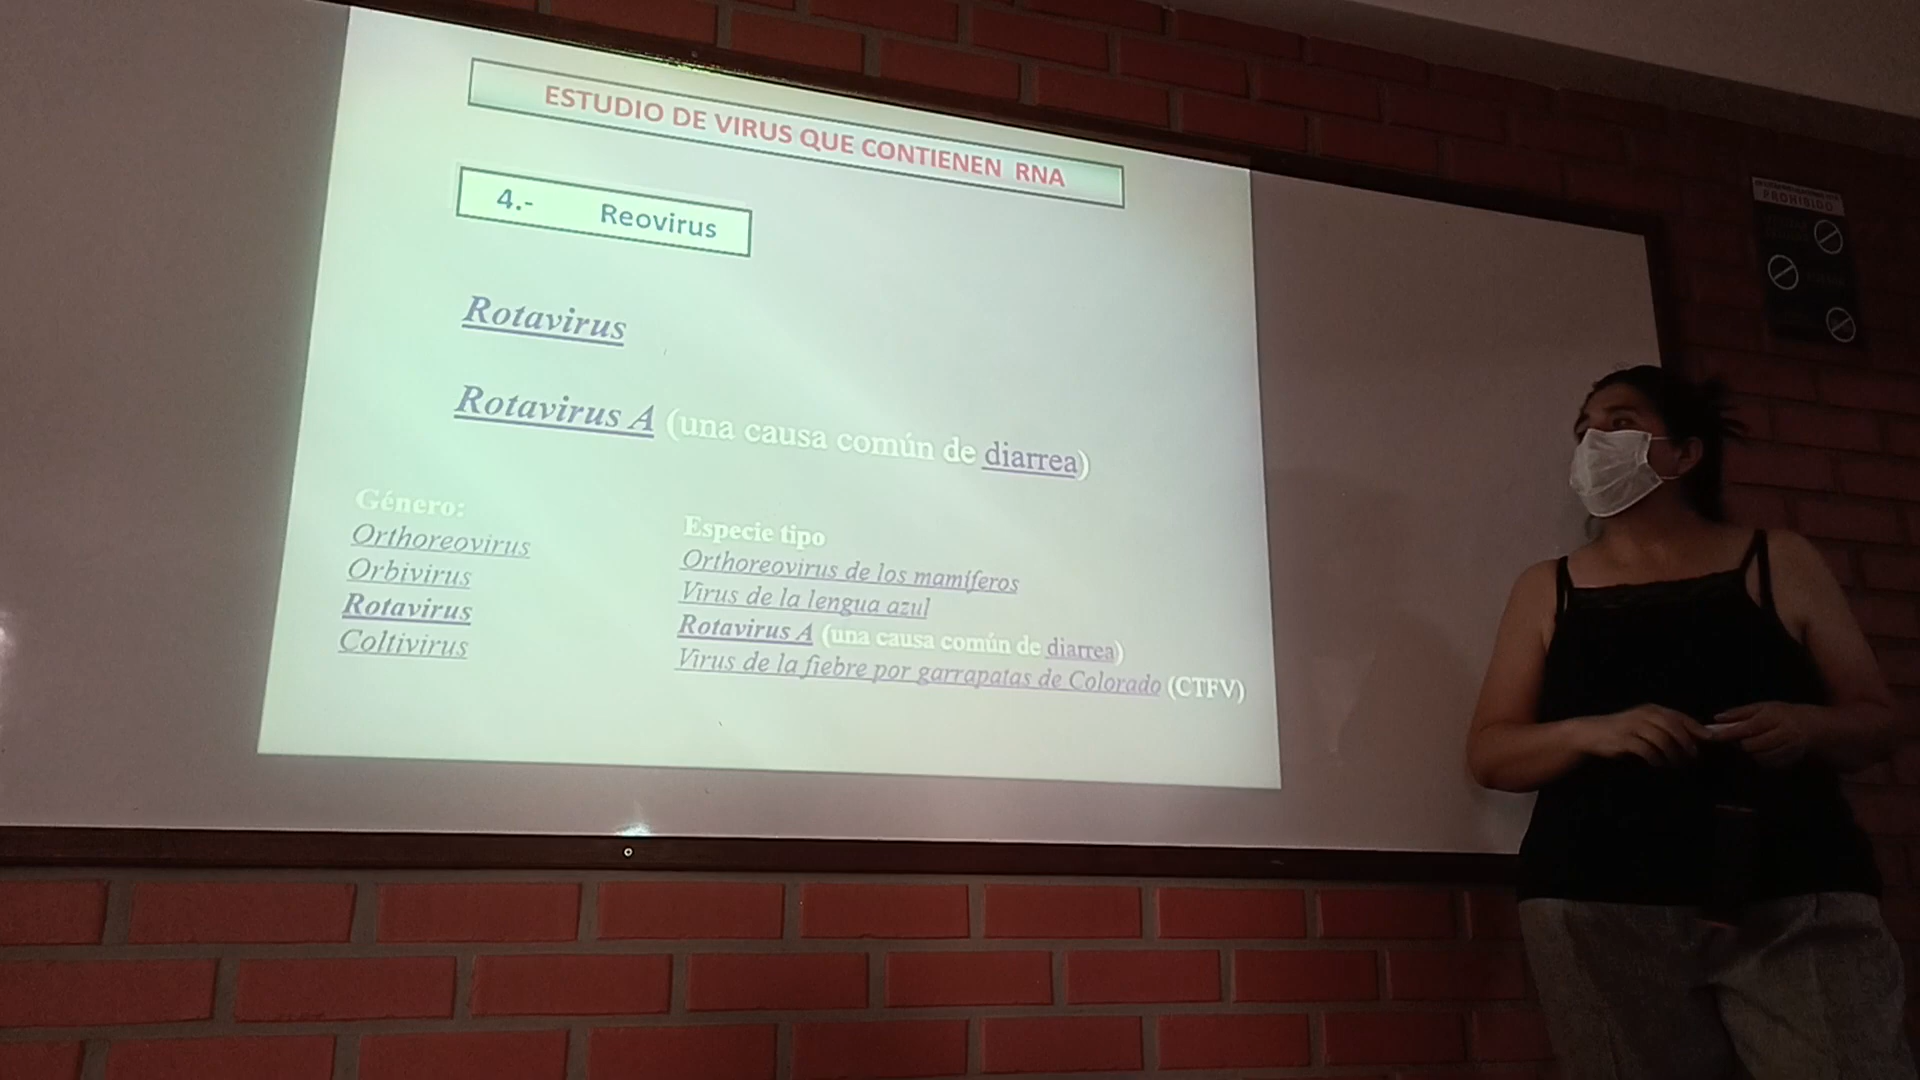 ESTUDIO DE VIRUS QUE CONTIENEN RNA
4.- Reovirus
Rotavirus
Rotavirus A (una causa común de diarrea)
Género:
Orthoreovirus
Orbivirus
Rotavirus
Coltivirus
Especie tipo
Orthoreovirus de los mamíferos
Virus de la lengua azul
Rotavirus A (una causa común de diarrea)
Virus de la fiebre por garrapatas de Colorado (CTFV)
PROHIBIDO